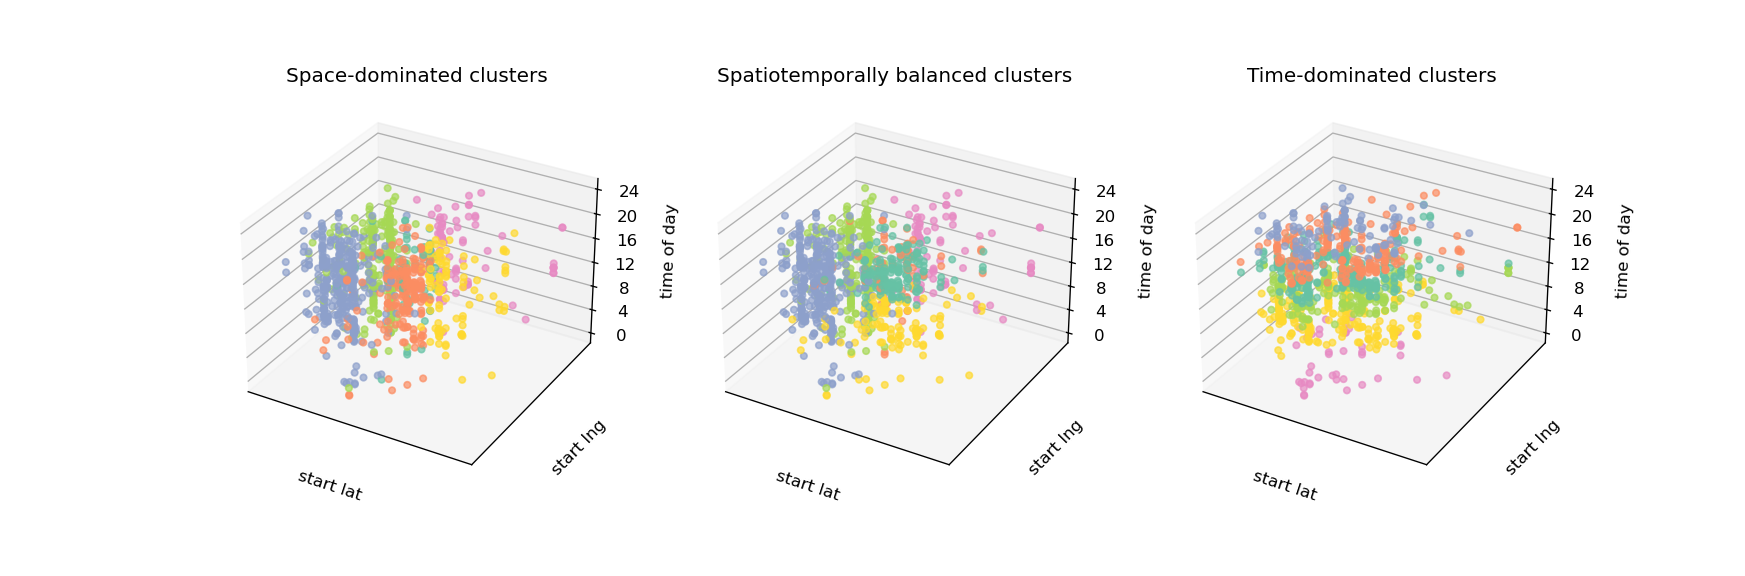 Space-dominated clusters
Spatiotemporally balanced clusters
Time-dominated clusters
24
20
16
12
8
4
0
time of day
start lng
start lat
24
20
16
12
8
4
0
time of day
start lng
start lat
24
20
16
12
8
4
0
time of day
start lng
start lat